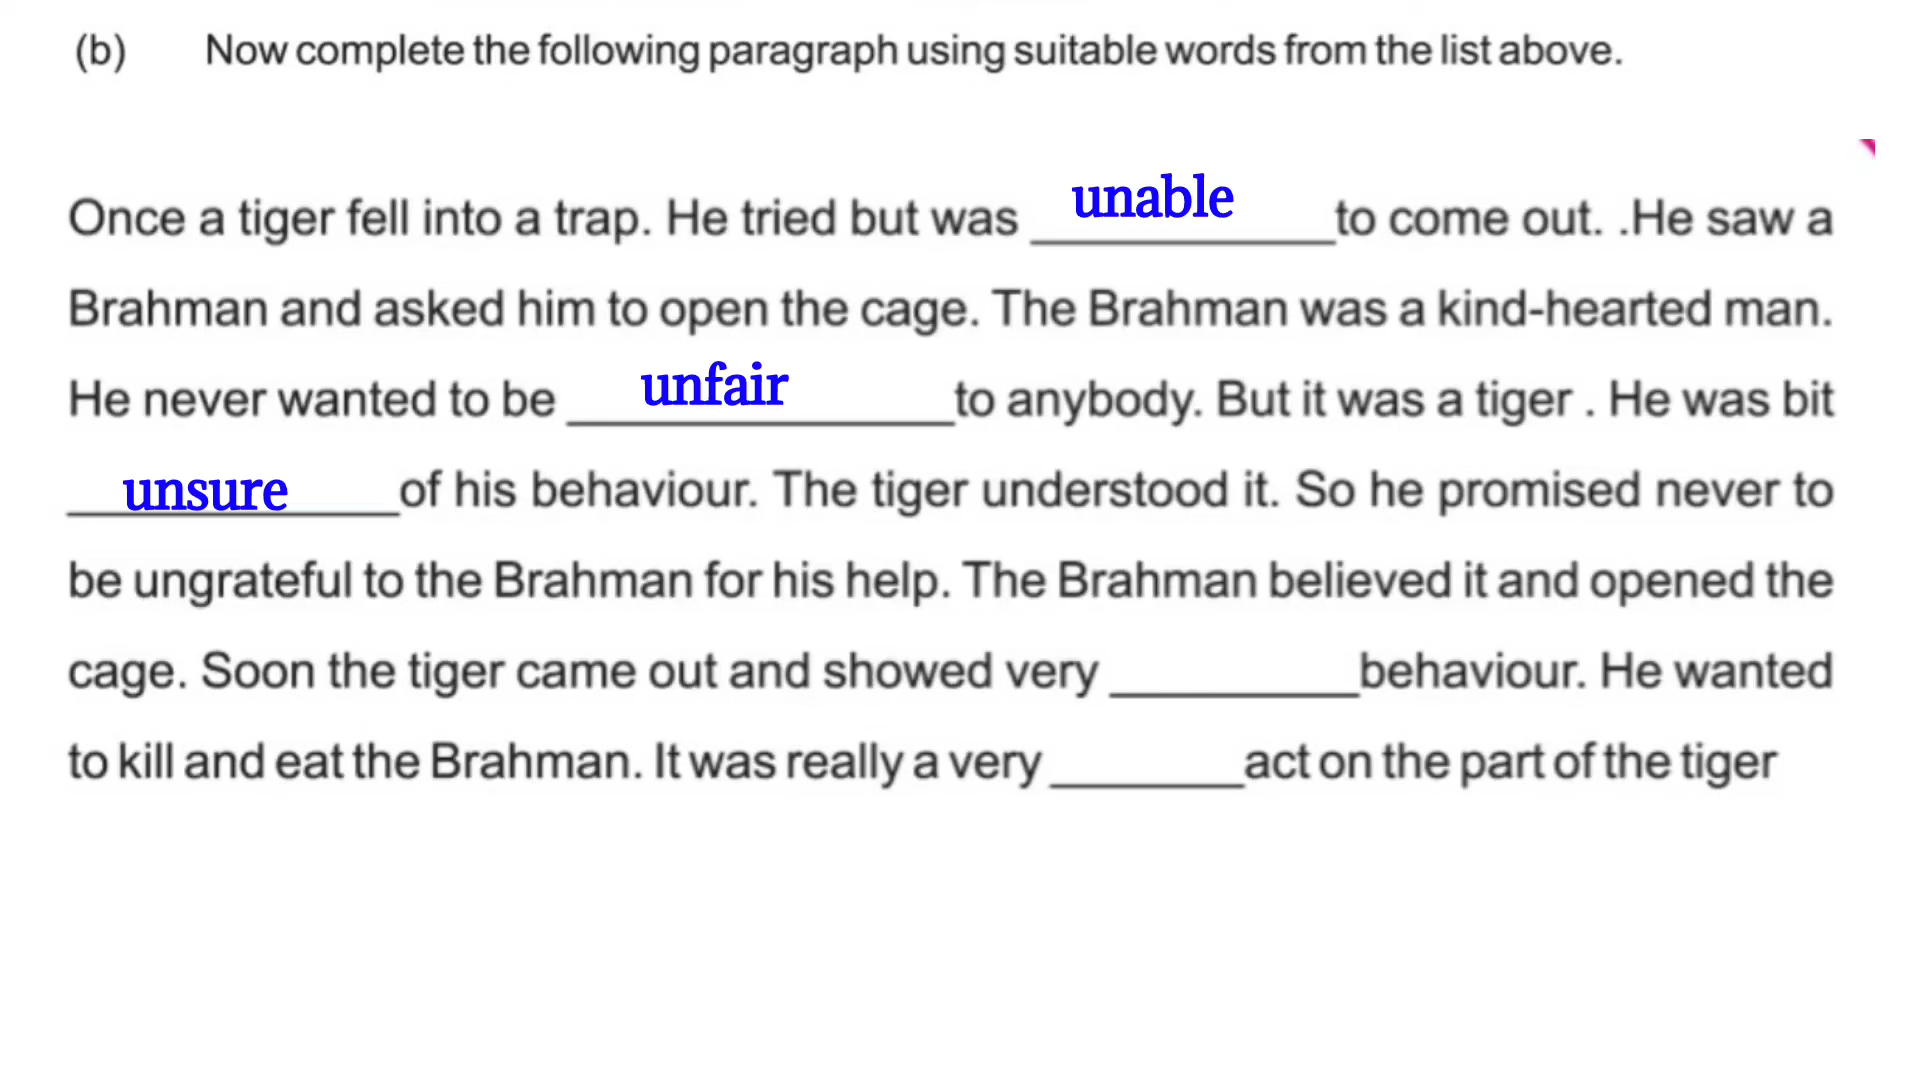 (b) Now complete the following paragraph using suitable words from the list above.
Once a tiger fell into a trap. He tried but was unable to come out. .He saw a
Brahman and asked him to open the cage. The Brahman was a kind-hearted man.
He never wanted to be unfair to anybody. But it was a tiger . He was bit
unsure of his behaviour. The tiger understood it. So he promised never to
be ungrateful to the Brahman for his help. The Brahman believed it and opened the
cage. Soon the tiger came out and showed very ________ behaviour. He wanted
to kill and eat the Brahman. It was really a very ________ act on the part of the tiger